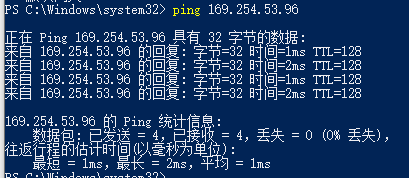 PS C:\Windows\system32> ping 169.254.53.96
正在 Ping 169.254.53.96 具有 32 字节的数据:
来自 169.254.53.96 的回复: 字节=32 时间=1ms TTL=128
来自 169.254.53.96 的回复: 字节=32 时间=2ms TTL=128
来自 169.254.53.96 的回复: 字节=32 时间=1ms TTL=128
来自 169.254.53.96 的回复: 字节=32 时间=2ms TTL=128
169.254.53.96 的 Ping 统计信息:
数据包: 已发送 = 4，已接收 = 4，丢失 = 0 (0% 丢失)，
往返行程的估计时间(以毫秒为单位):
最短 = 1ms，最长 = 2ms，平均 = 1ms
PS C:\Windows\system32>